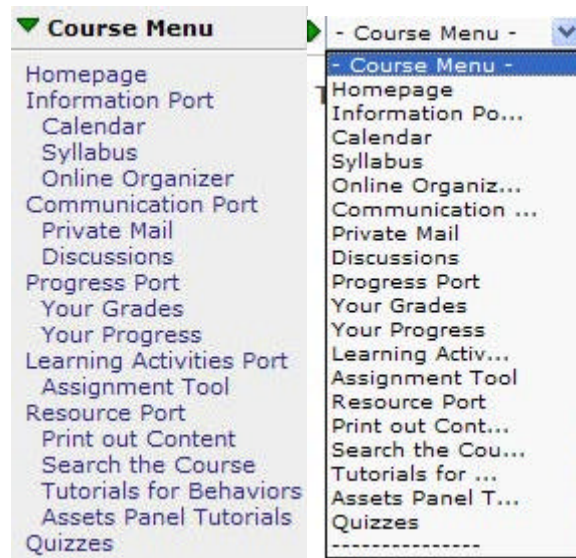 Course Menu
Homepage
Information Port
Calendar
Syllabus
Online Organizer
Communication Port
Private Mail
Discussions
Progress Port
Your Grades
Your Progress
Learning Activities Port
Assignment Tool
Resource Port
Print out Content
Search the Course
Tutorials for Behaviors
Assets Panel Tutorials
Quizzes
- Course Menu -
- Course Menu -
Homepage
Information Po...
Calendar
Syllabus
Online Organiz...
Communication ...
Private Mail
Discussions
Progress Port
Your Grades
Your Progress
Learning Activ...
Assignment Tool
Resource Port
Print out Cont...
Search the Cou...
Tutorials for ...
Assets Panel T...
Quizzes
---------------